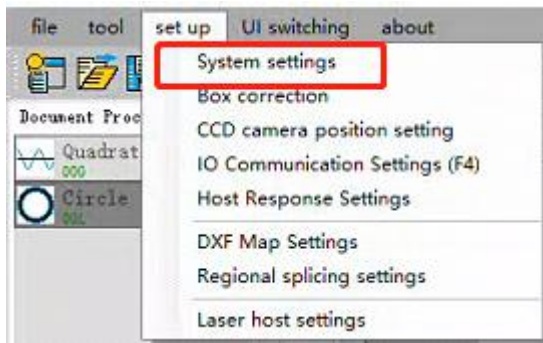 file tool set up UI switching about
System settings
Box correction
Document Proc
CCD camera position setting
Quadrat
000
IO Communication Settings (F4)
Circle
Host Response Settings
DXF Map Settings
Regional splicing settings
Laser host settings